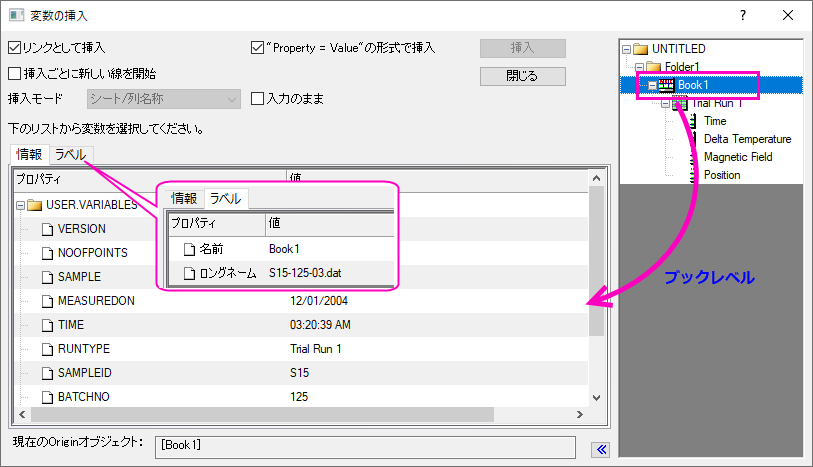 変数の挿入
リンクとして挿入
"Property = Value"の形式で挿入
挿入
挿入ごとに新しい線を開始
閉じる
挿入モード
シート/列名称
入力のまま
下のリストから変数を選択してください。
情報 ラベル
プロパティ 値
USER.VARIABLES
VERSION
NOOFPOINTS
SAMPLE
MEASUREDON 12/01/2004
TIME 03:20:39 AM
RUNTYPE Trial Run 1
SAMPLEID S15
BATCHNO 125
情報 ラベル
プロパティ 値
名前 Book1
ロングネーム S15-125-03.dat
現在のOriginオブジェクト: [Book1]
UNTITLED
Folder1
Book1
Trial Run 1
Time
Delta Temperature
Magnetic Field
Position
ブックレベル